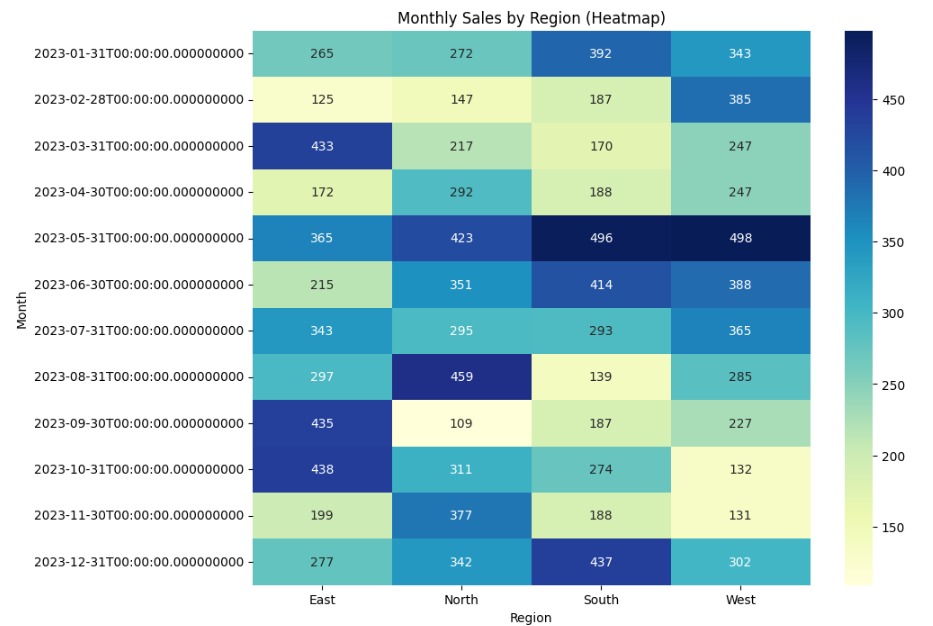 Monthly Sales by Region (Heatmap)
2023-01-31T00:00:00.000000000 265 272 392 343
2023-02-28T00:00:00.000000000 125 147 187 385
2023-03-31T00:00:00.000000000 433 217 170 247
2023-04-30T00:00:00.000000000 172 292 188 247
2023-05-31T00:00:00.000000000 365 423 496 498
2023-06-30T00:00:00.000000000 215 351 414 388
2023-07-31T00:00:00.000000000 343 295 293 365
2023-08-31T00:00:00.000000000 297 459 139 285
2023-09-30T00:00:00.000000000 435 109 187 227
2023-10-31T00:00:00.000000000 438 311 274 132
2023-11-30T00:00:00.000000000 199 377 188 131
2023-12-31T00:00:00.000000000 277 342 437 302
East North South West
Region
Month
450
400
350
300
250
200
150